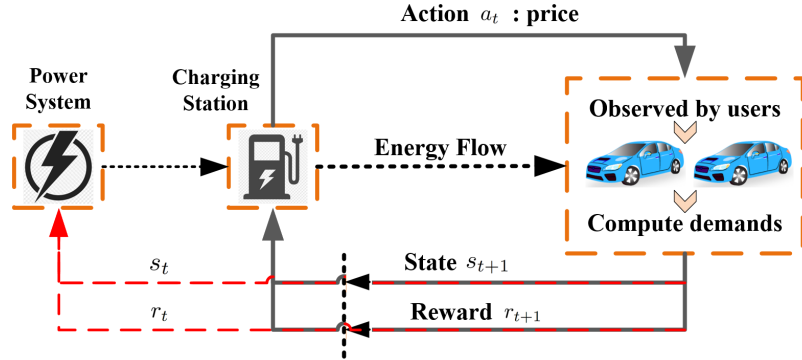 Action a_t : price
Power
System
Charging
Station
Observed by users
Energy Flow
Compute demands
s_t
State s_{t+1}
r_t
Reward r_{t+1}